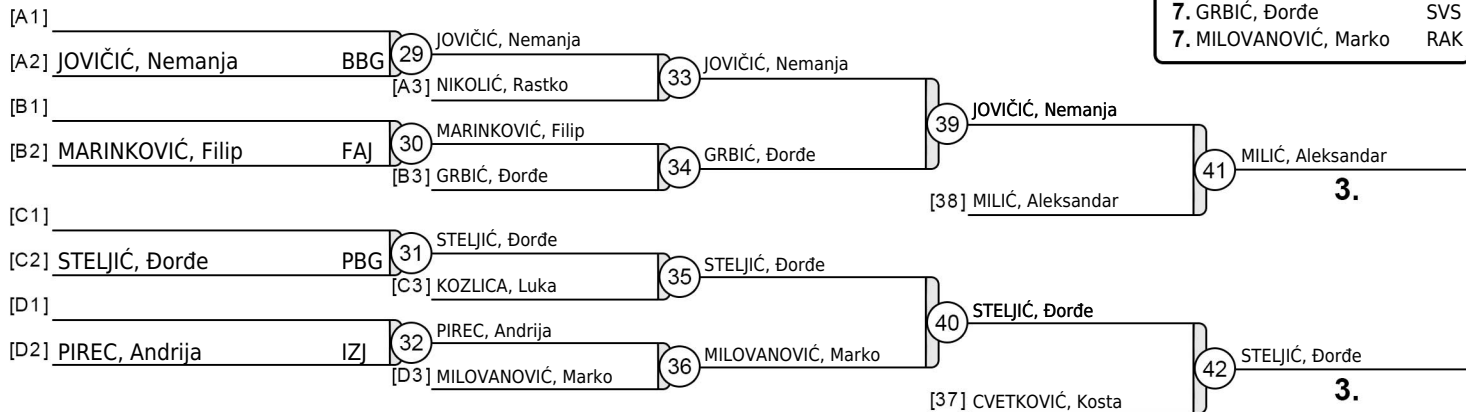 [A1]
[A2] JOVIČIĆ, Nemanja BBG
[B1]
[B2] MARINKOVIĆ, Filip FAJ
[C1]
[C2] STELJIĆ, Đorđe PBG
[D1]
[D2] PIREC, Andrija IZJ
29
30
31
32
JOVIČIĆ, Nemanja
[A3] NIKOLIĆ, Rastko
MARINKOVIĆ, Filip
[B3] GRBIĆ, Đorđe
STELJIĆ, Đorđe
[C3] KOZLICA, Luka
PIREC, Andrija
[D3] MILOVANOVIĆ, Marko
33
34
35
36
JOVIČIĆ, Nemanja
GRBIĆ, Đorđe
STELJIĆ, Đorđe
MILOVANOVIĆ, Marko
39
40
JOVIČIĆ, Nemanja
[38] MILIĆ, Aleksandar
STELJIĆ, Đorđe
[37] CVETKOVIĆ, Kosta
41
42
MILIĆ, Aleksandar
3.
STELJIĆ, Đorđe
3.
7. GRBIĆ, Đorđe SVS
7. MILOVANOVIĆ, Marko RAK